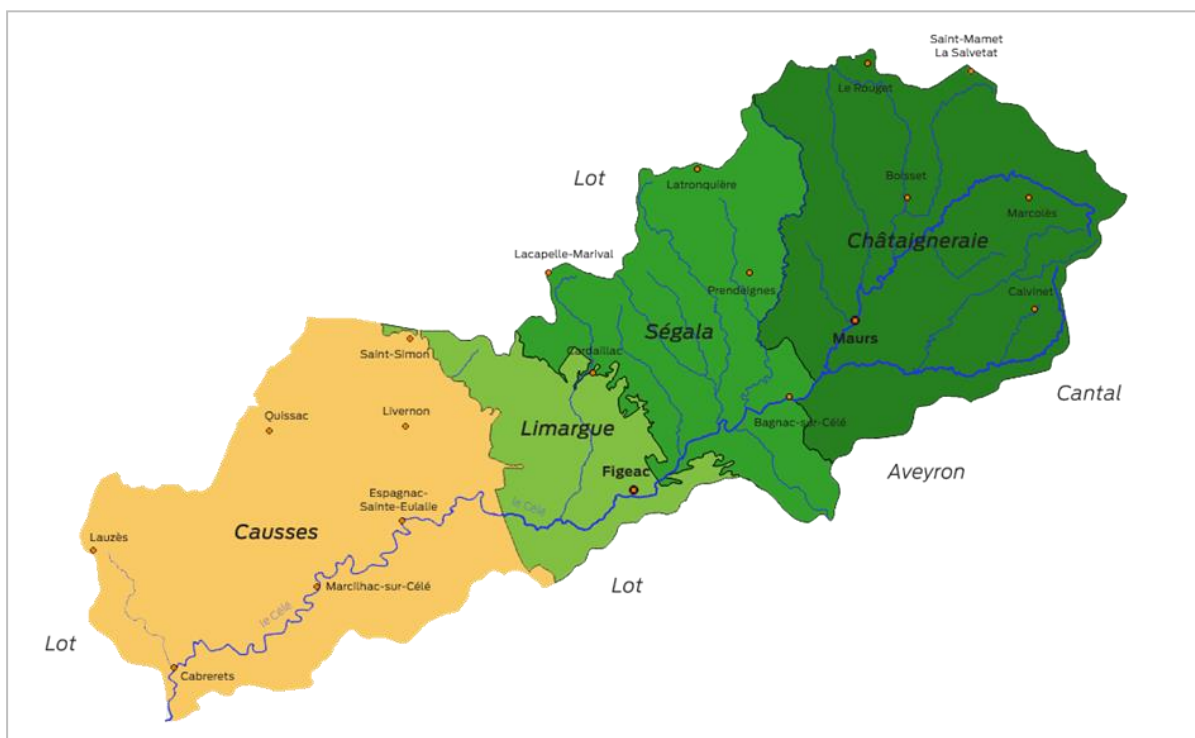 Saint-Mamet
La Salvetat
Le Rouget
Lot
Latronquière
Boisset
Marcolès
Châtaigneraie
Lacapelle-Marival
Prendeignes
Calvinet
Ségala
Maurs
Saint-Simon
Cardaillac
Cantal
Quissac
Livernon
Limargue
Bagnac-sur-Célé
Figeac
Aveyron
Espagnac-
Sainte-Eulalie
le Célé
Causses
Lauzès
Marcilhac-sur-Célé
Lot
le Célé
Lot
Cabrerets